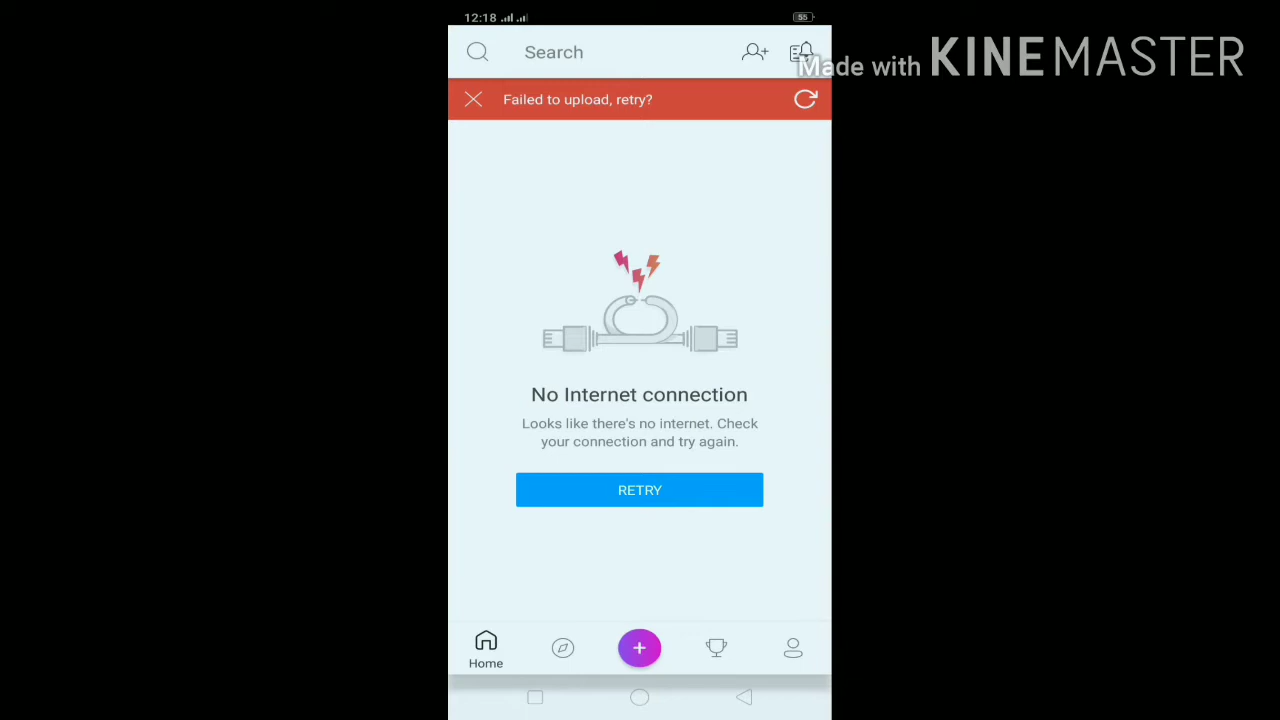 12:18
55
Search
Made with KINEMASTER
Failed to upload, retry?
No Internet connection
Looks like there's no internet. Check
your connection and try again.
RETRY
Home